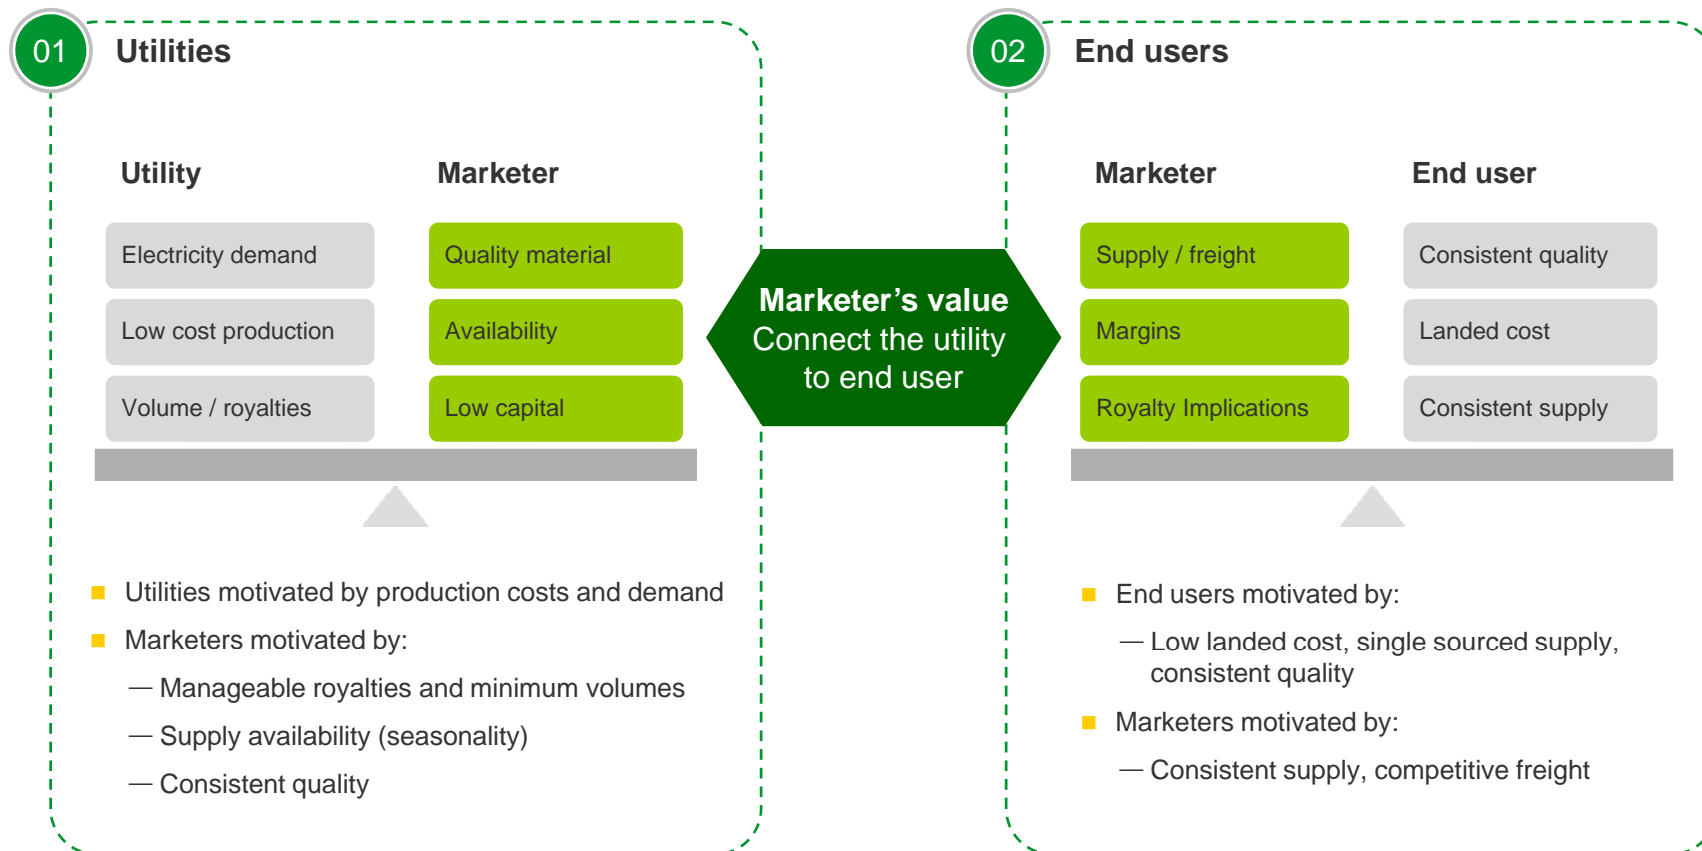 01
Utilities
Utility
Marketer
Electricity demand
Quality material
Low cost production
Availability
Volume / royalties
Low capital
Utilities motivated by production costs and demand
Marketers motivated by:
— Manageable royalties and minimum volumes
— Supply availability (seasonality)
— Consistent quality
Marketer’s value
Connect the utility
to end user
02
End users
Marketer
End user
Supply / freight
Consistent quality
Margins
Landed cost
Royalty Implications
Consistent supply
End users motivated by:
— Low landed cost, single sourced supply,
consistent quality
Marketers motivated by:
— Consistent supply, competitive freight